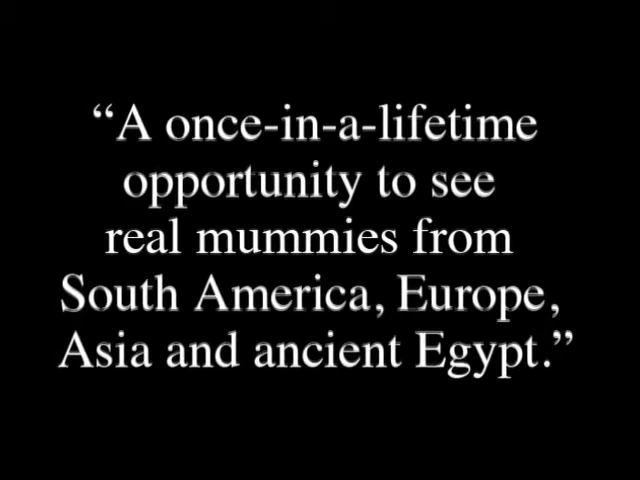 “A once-in-a-lifetime
opportunity to see
real mummies from
South America, Europe,
Asia and ancient Egypt.”